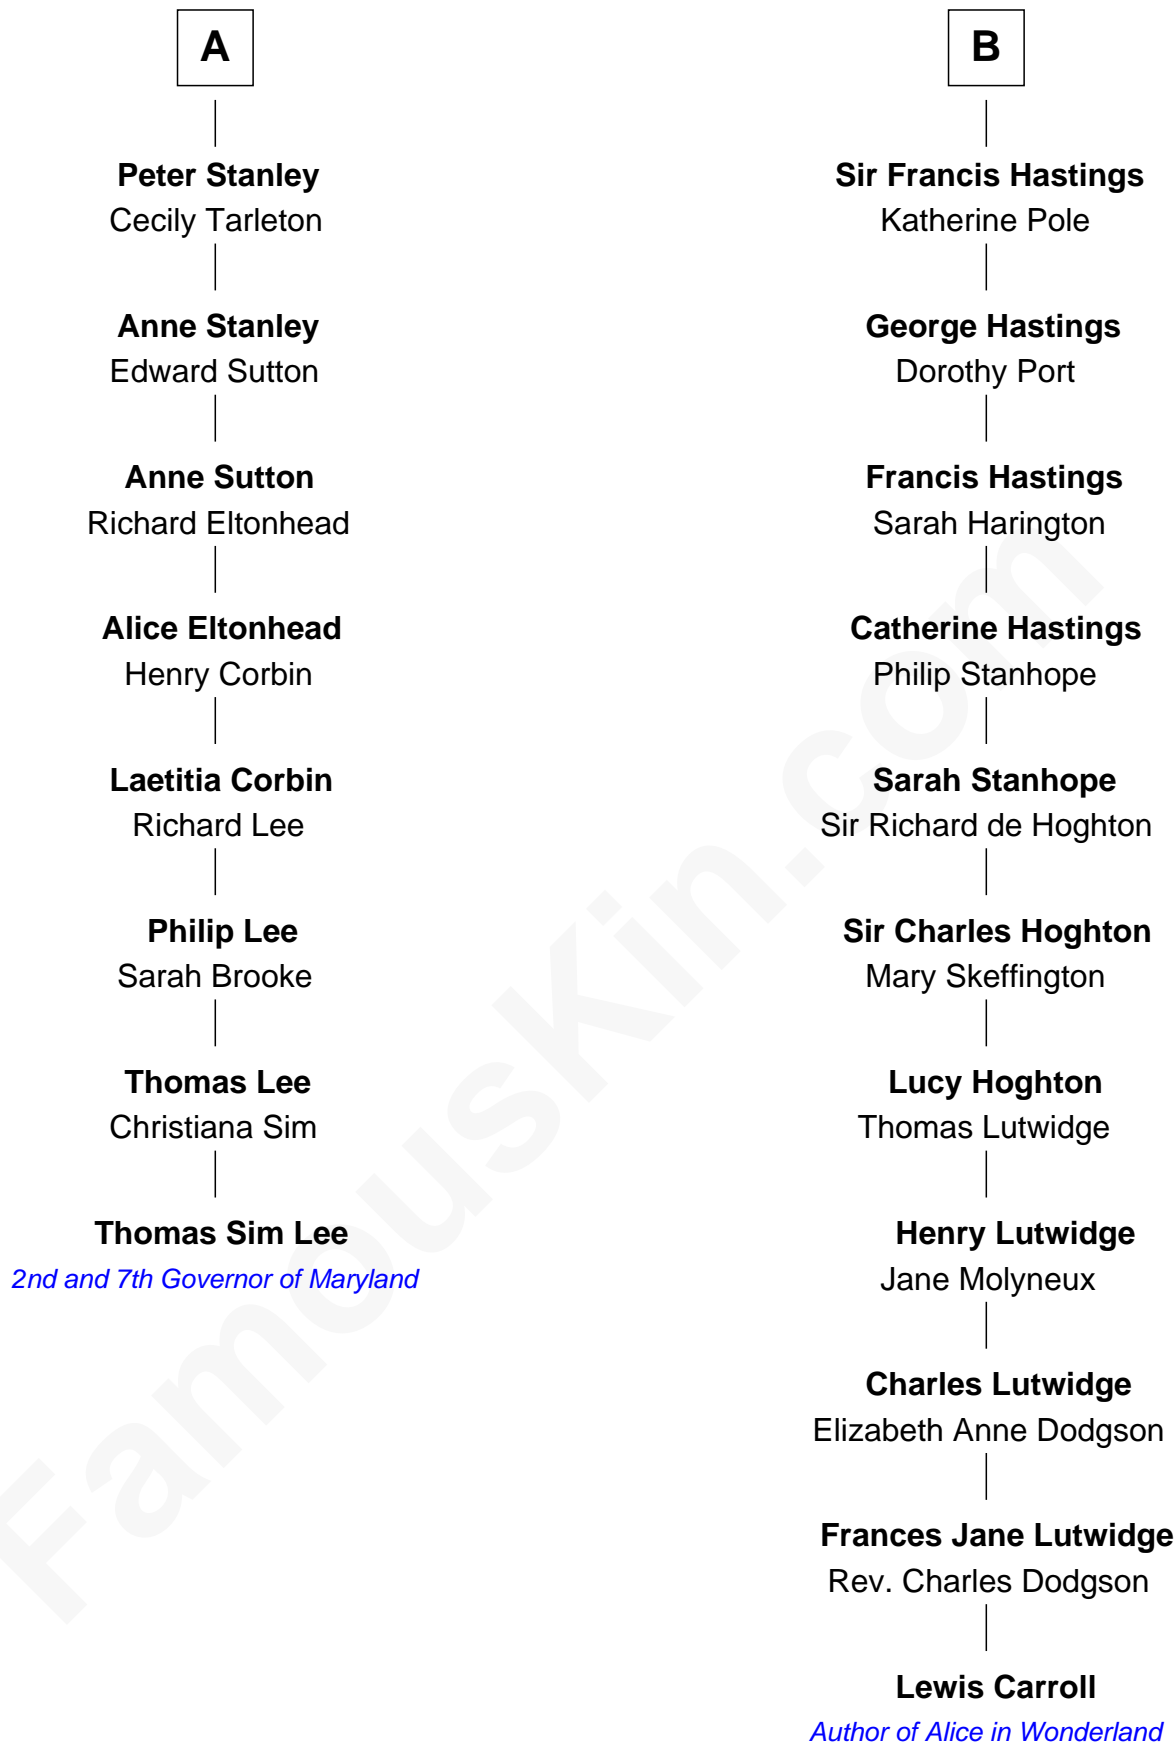 A
Peter Stanley
Cecily Tarleton
Anne Stanley
Edward Sutton
Anne Sutton
Richard Eltonhead
Alice Eltonhead
Henry Corbin
Laetitia Corbin
Richard Lee
Philip Lee
Sarah Brooke
Thomas Lee
Christiana Sim
Thomas Sim Lee
2nd and 7th Governor of Maryland
B
Sir Francis Hastings
Katherine Pole
George Hastings
Dorothy Port
Francis Hastings
Sarah Harington
Catherine Hastings
Philip Stanhope
Sarah Stanhope
Sir Richard de Hoghton
Sir Charles Hoghton
Mary Skeffington
Lucy Hoghton
Thomas Lutwidge
Henry Lutwidge
Jane Molyneux
Charles Lutwidge
Elizabeth Anne Dodgson
Frances Jane Lutwidge
Rev. Charles Dodgson
Lewis Carroll
Author of Alice in Wonderland
FamousKin.com